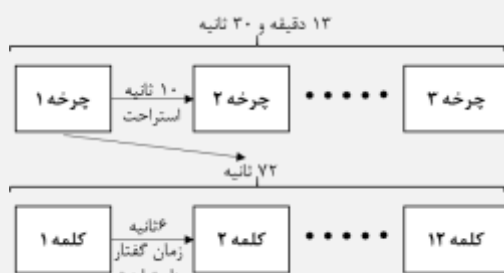 ۱۳ دقیقه و ۳۰ ثانیه
چرخه ۱
۱۰ ثانیه
استراحت
چرخه ۲
چرخه ۳
۷۲ ثانیه
کلمه ۱
۶ثانیه
زمان گفتار
کلمه ۲
کلمه ۱۲